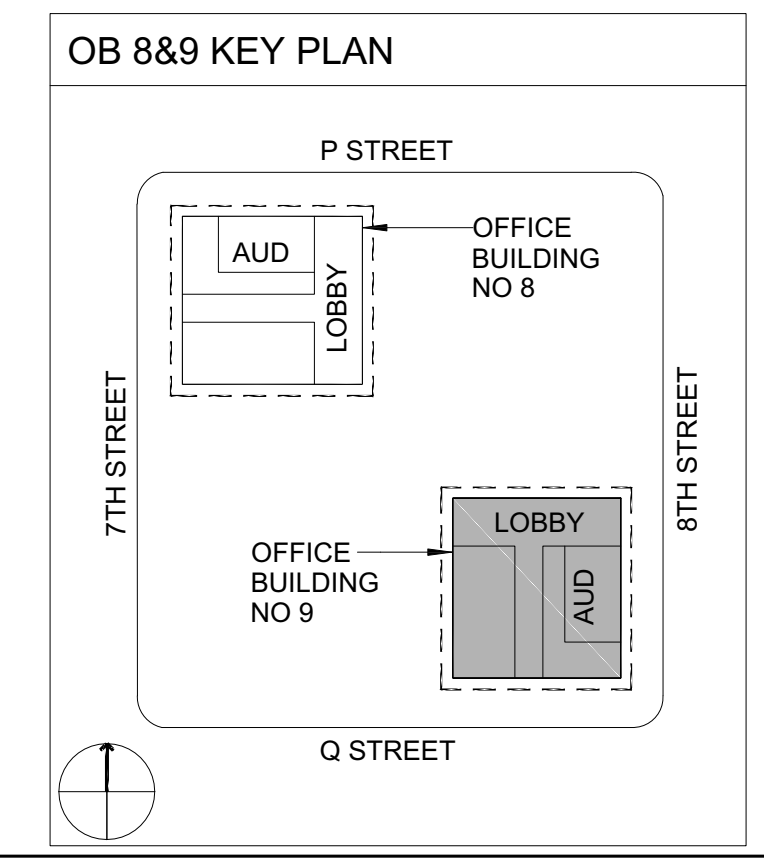 OB 8&9 KEY PLAN
P STREET
AUD
LOBBY
OFFICE
BUILDING
NO 8
7TH STREET
8TH STREET
LOBBY
AUD
OFFICE
BUILDING
NO 9
Q STREET